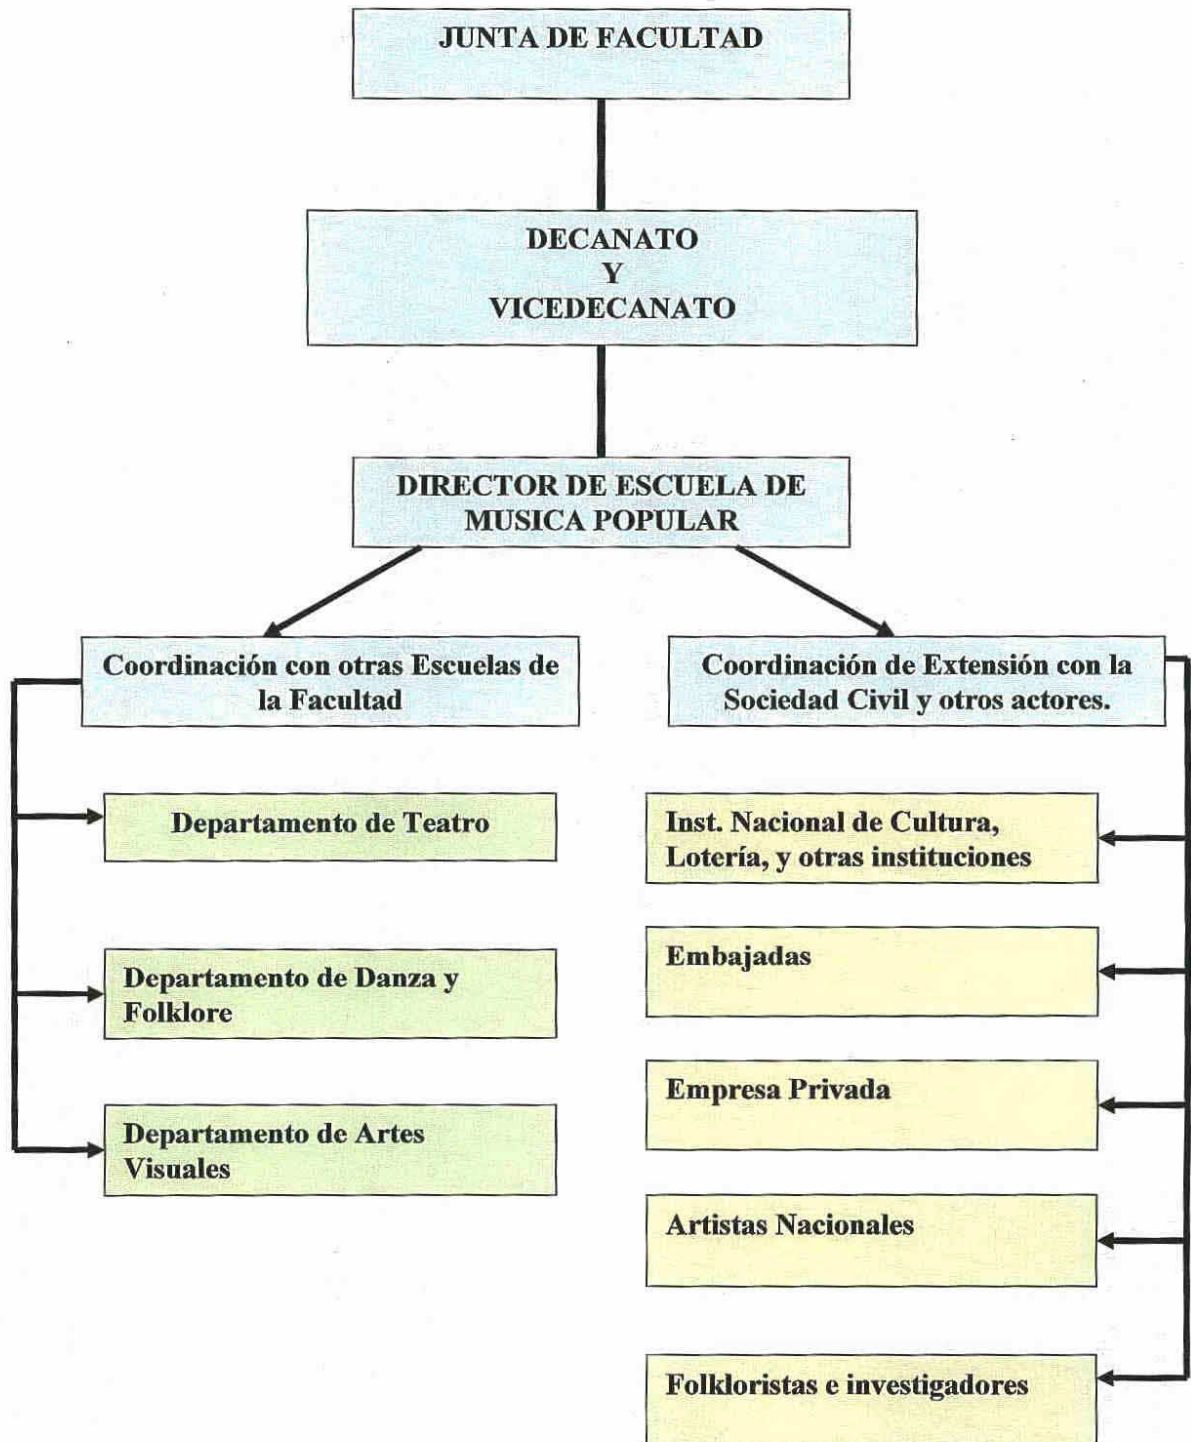 JUNTA DE FACULTAD
DECANATO
Y
VICEDECANATO
DIRECTOR DE ESCUELA DE
MUSICA POPULAR
Coordinación con otras Escuelas de
la Facultad
Departamento de Teatro
Departamento de Danza y
Folklore
Departamento de Artes
Visuales
Coordinación de Extensión con la
Sociedad Civil y otros actores.
Inst. Nacional de Cultura,
Lotería, y otras instituciones
Embajadas
Empresa Privada
Artistas Nacionales
Folkloristas e investigadores